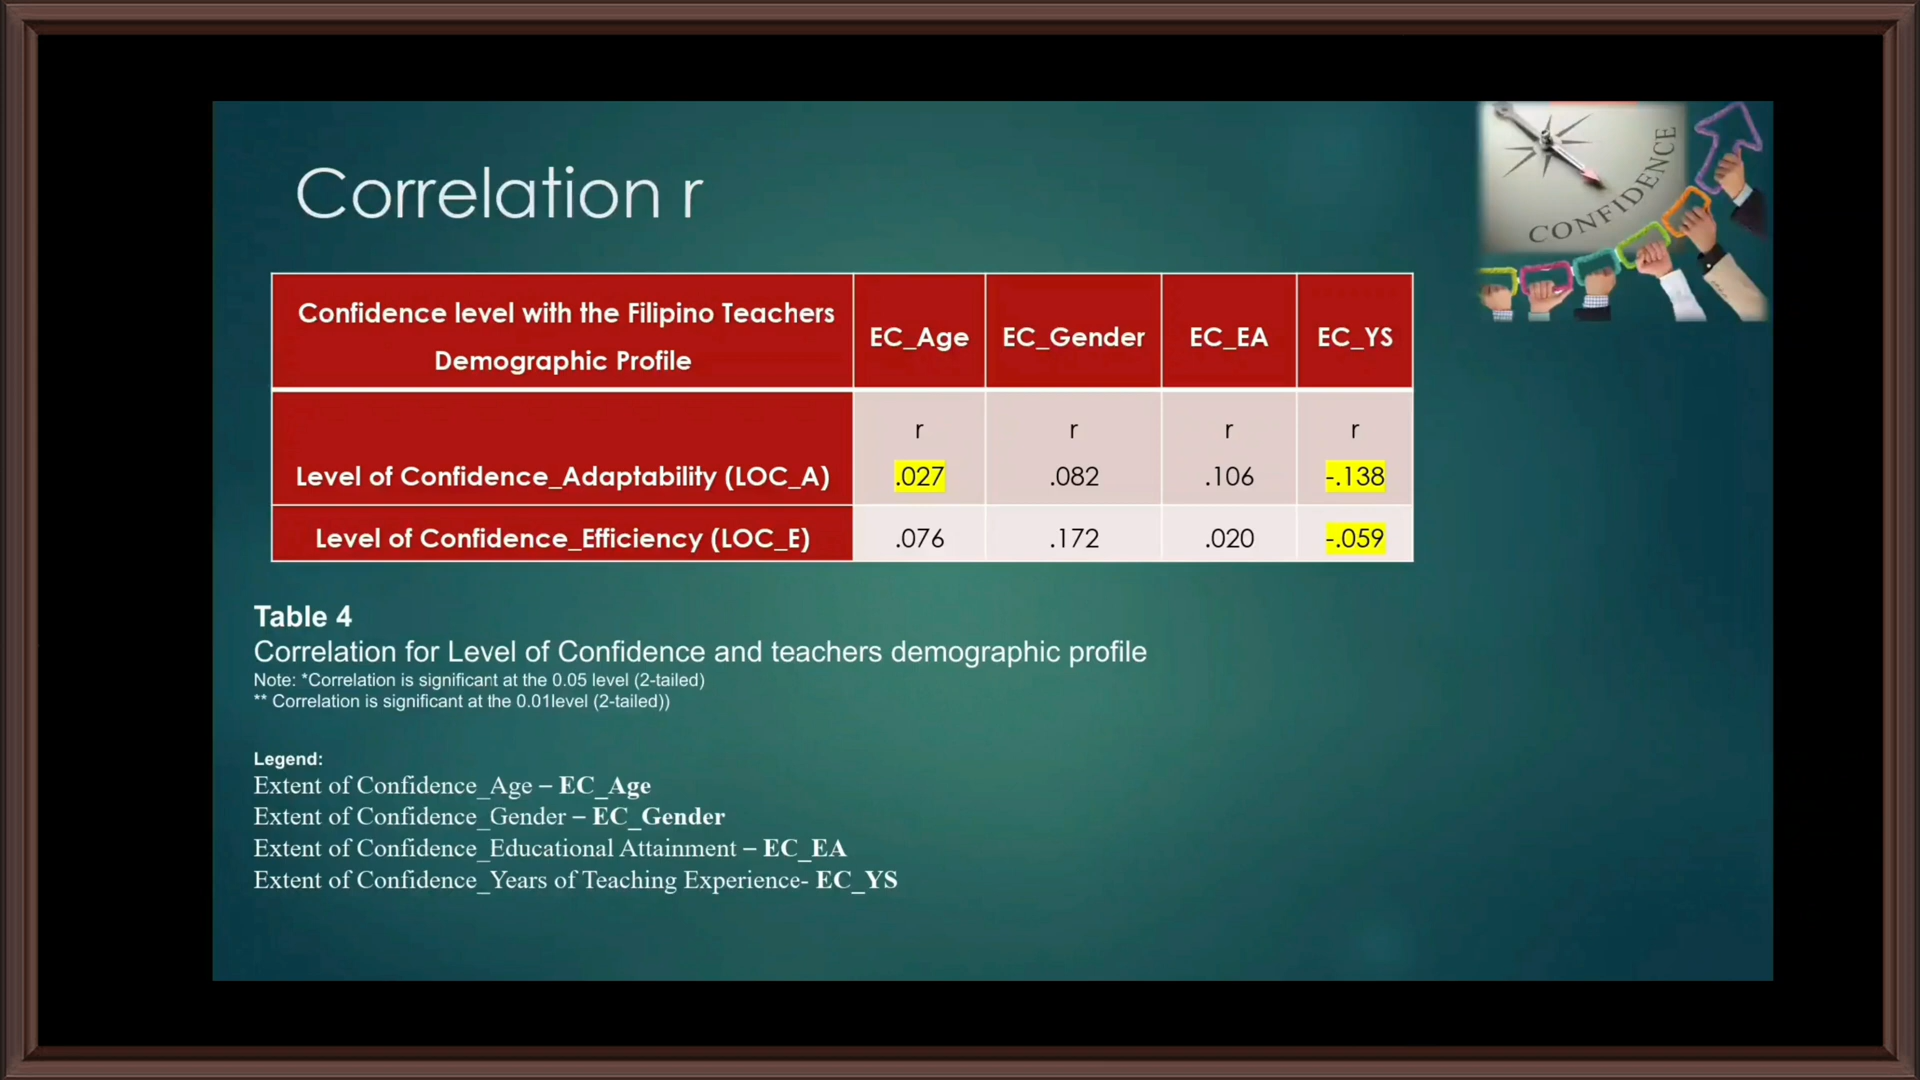 CONFIDENCE
Correlation r
Confidence level with the Filipino Teachers
Demographic Profile
EC_Age
EC_Gender
EC_EA
EC_YS
r
r
r
r
Level of Confidence_Adaptability (LOC_A)
.027
.082
.106
-.138
Level of Confidence_Efficiency (LOC_E)
.076
.172
.020
-.059
Table 4
Correlation for Level of Confidence and teachers demographic profile
Note: *Correlation is significant at the 0.05 level (2-tailed)
** Correlation is significant at the 0.01level (2-tailed))
Legend:
Extent of Confidence_Age – EC_Age
Extent of Confidence_Gender – EC_Gender
Extent of Confidence_Educational Attainment – EC_EA
Extent of Confidence_Years of Teaching Experience- EC_YS